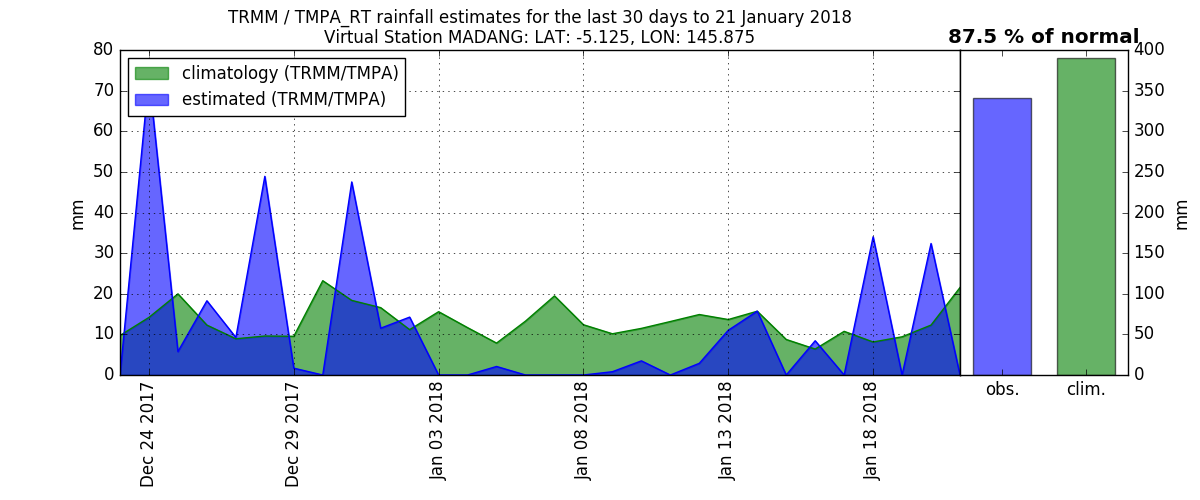 TRMM / TMPA_RT rainfall estimates for the last 30 days to 21 January 2018
Virtual Station MADANG: LAT: -5.125, LON: 145.875
87.5 % of normal
climatology (TRMM/TMPA)
estimated (TRMM/TMPA)
mm
80
70
60
50
40
30
20
10
0
Dec 24 2017
Dec 29 2017
Jan 03 2018
Jan 08 2018
Jan 13 2018
Jan 18 2018
obs.
clim.
400
350
300
250
200
150
100
50
0
mm